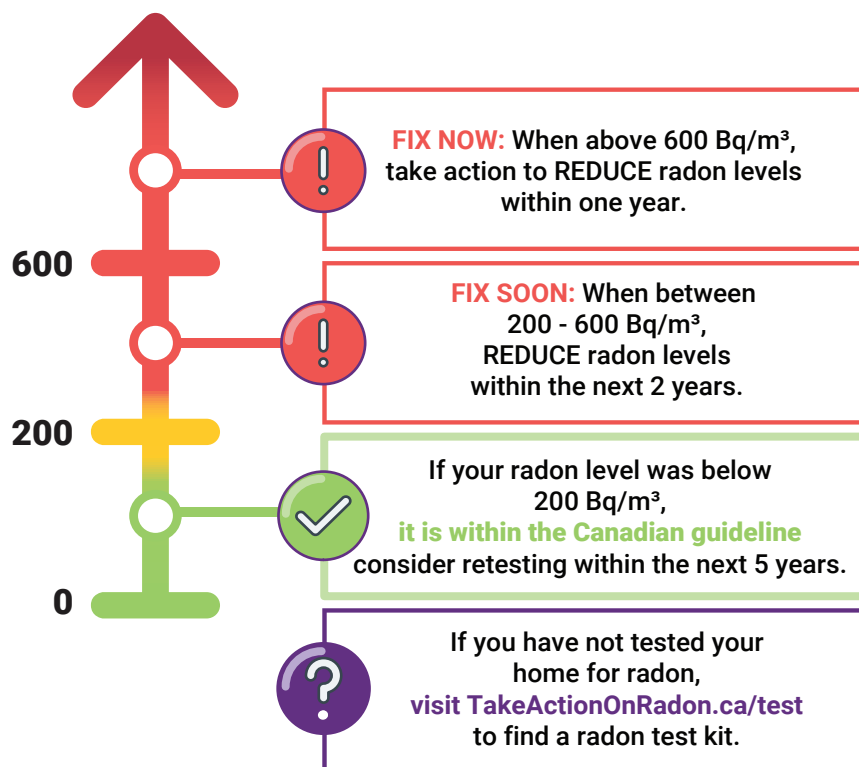 FIX NOW: When above 600 Bq/m³,
take action to REDUCE radon levels
within one year.
600
FIX SOON: When between
200 - 600 Bq/m³,
REDUCE radon levels
within the next 2 years.
200
If your radon level was below
200 Bq/m³,
it is within the Canadian guideline
consider retesting within the next 5 years.
0
If you have not tested your
home for radon,
visit TakeActionOnRadon.ca/test
to find a radon test kit.